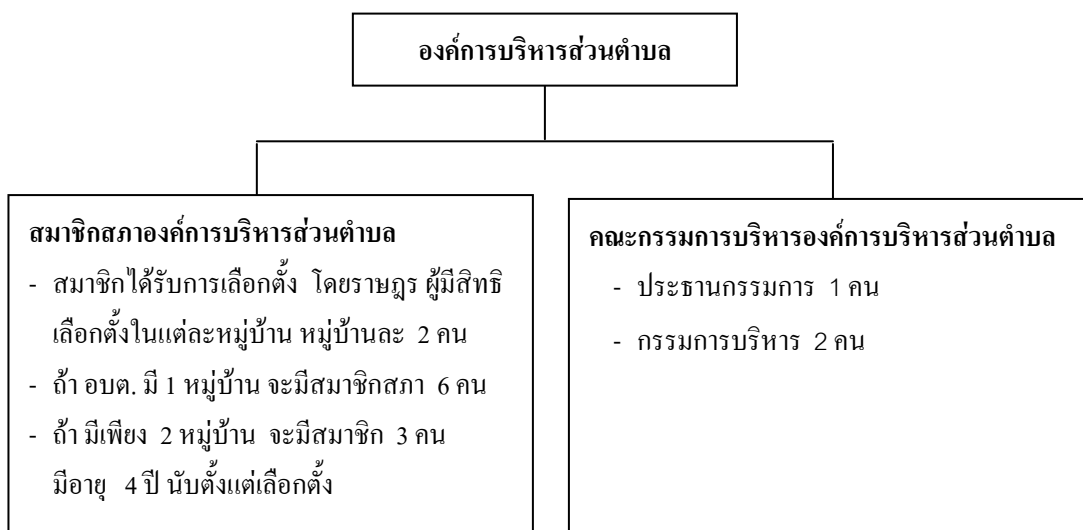 องค์การบริหารส่วนตำบล
สมาชิกสภาองค์การบริหารส่วนตำบล
- สมาชิกได้รับการเลือกตั้ง โดยราษฎร ผู้มีสิทธิ
เลือกตั้งในแต่ละหมู่บ้าน หมู่บ้านละ 2 คน
- ถ้า อบต. มี 1 หมู่บ้าน จะมีสมาชิกสภา 6 คน
- ถ้า มีเพียง 2 หมู่บ้าน จะมีสมาชิก 3 คน
มีอายุ 4 ปี นับตั้งแต่เลือกตั้ง
คณะกรรมการบริหารองค์การบริหารส่วนตำบล
- ประธานกรรมการ 1 คน
- กรรมการบริหาร 2 คน